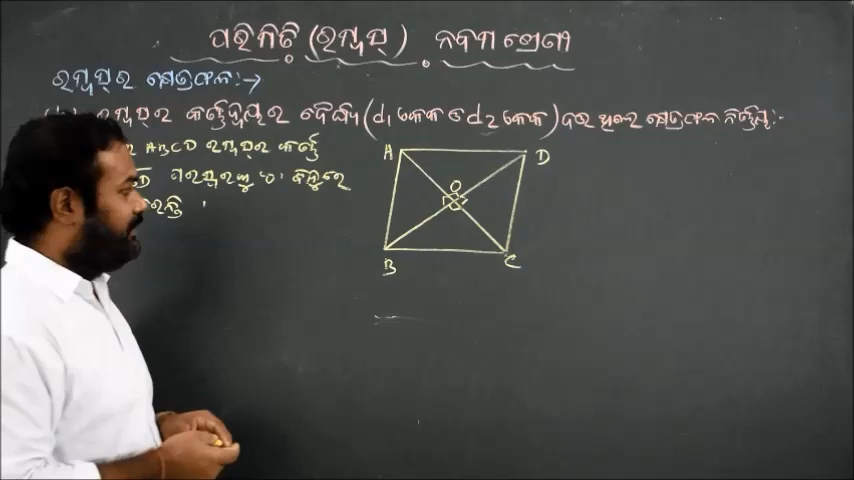 ପରିମିତି (ରମ୍ବସ୍) ନବମ ଶ୍ରେଣୀ
ରମ୍ବସ୍‌ର କ୍ଷେତ୍ରଫଳ :→
ରମ୍ବସ୍‌ର କର୍ଣ୍ଣଦ୍ୱୟର ଦୈର୍ଘ୍ୟ (d₁ ଏକକ ଓ d₂ ଏକକ) ଦଉ ଥିଲେ କ୍ଷେତ୍ରଫଳ ନିର୍ଣ୍ଣୟ :-
ABCD ରମ୍ବସ୍‌ର କର୍ଣ୍ଣ
D ପରସ୍ପରକୁ 'O' ବିନ୍ଦୁରେ
A
D
O
B
C